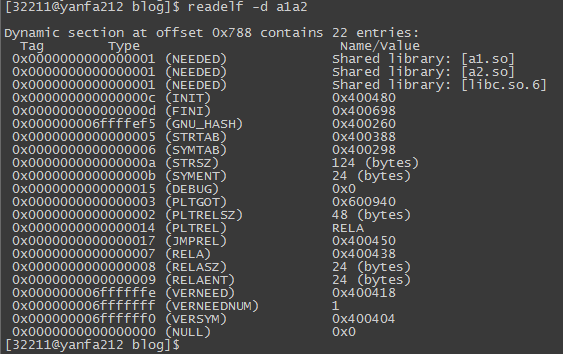 [32211@yanfa212 blog]$ readelf -d a1a2
Dynamic section at offset 0x788 contains 22 entries:
Tag Type Name/Value
0x0000000000000001 (NEEDED) Shared library: [a1.so]
0x0000000000000001 (NEEDED) Shared library: [a2.so]
0x0000000000000001 (NEEDED) Shared library: [libc.so.6]
0x000000000000000c (INIT) 0x400480
0x000000000000000d (FINI) 0x400698
0x000000006ffffef5 (GNU_HASH) 0x400260
0x0000000000000005 (STRTAB) 0x400388
0x0000000000000006 (SYMTAB) 0x400298
0x000000000000000a (STRSZ) 124 (bytes)
0x000000000000000b (SYMENT) 24 (bytes)
0x0000000000000015 (DEBUG) 0x0
0x0000000000000003 (PLTGOT) 0x600940
0x0000000000000002 (PLTRELSZ) 48 (bytes)
0x0000000000000014 (PLTREL) RELA
0x0000000000000017 (JMPREL) 0x400450
0x0000000000000007 (RELA) 0x400438
0x0000000000000008 (RELASZ) 24 (bytes)
0x0000000000000009 (RELAENT) 24 (bytes)
0x000000006ffffffe (VERNEED) 0x400418
0x000000006fffffff (VERNEEDNUM) 1
0x000000006ffffff0 (VERSYM) 0x400404
0x0000000000000000 (NULL) 0x0
[32211@yanfa212 blog]$